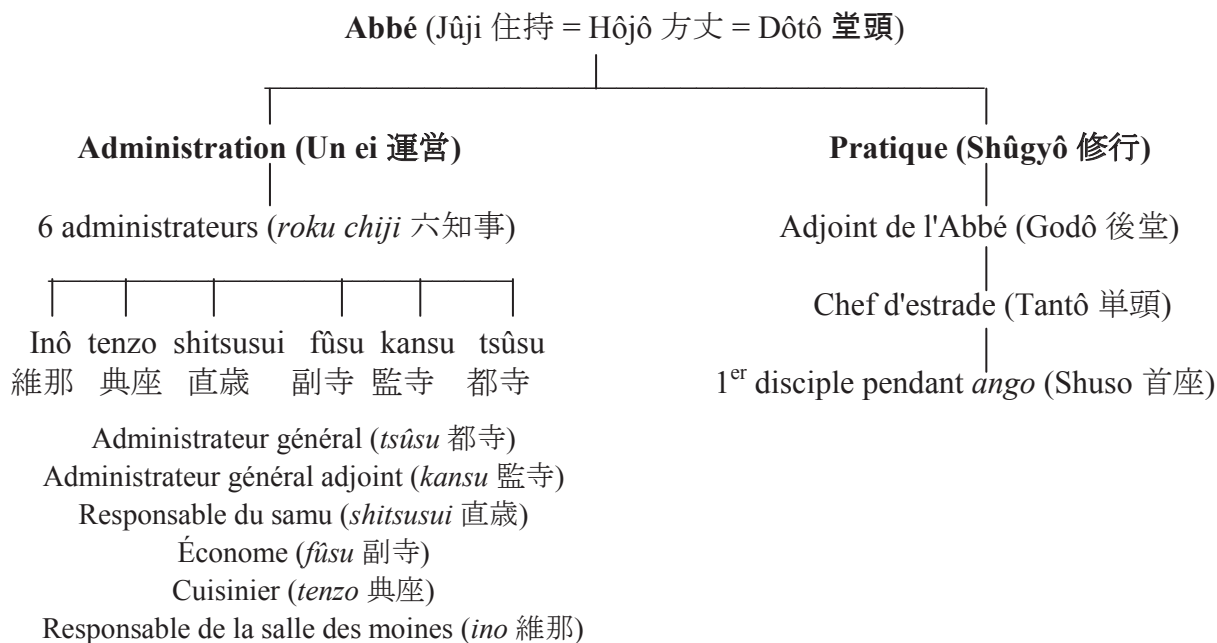 Abbé (Jûji 住持 = Hôjô 方丈 = Dôtô 堂頭)
Administration (Un ei 運営)
Pratique (Shûgyô 修行)
6 administrateurs (roku chiji 六知事)
Adjoint de l'Abbé (Godô 後堂)
Chef d'estrade (Tantô 単頭)
Inô tenzo shitsusui fûsu kansu tsûsu
維那 典座 直歳 副寺 監寺 都寺
1er disciple pendant ango (Shuso 首座)
Administrateur général (tsûsu 都寺)
Administrateur général adjoint (kansu 監寺)
Responsable du samu (shitsusui 直歳)
Économe (fûsu 副寺)
Cuisinier (tenzo 典座)
Responsable de la salle des moines (ino 維那)